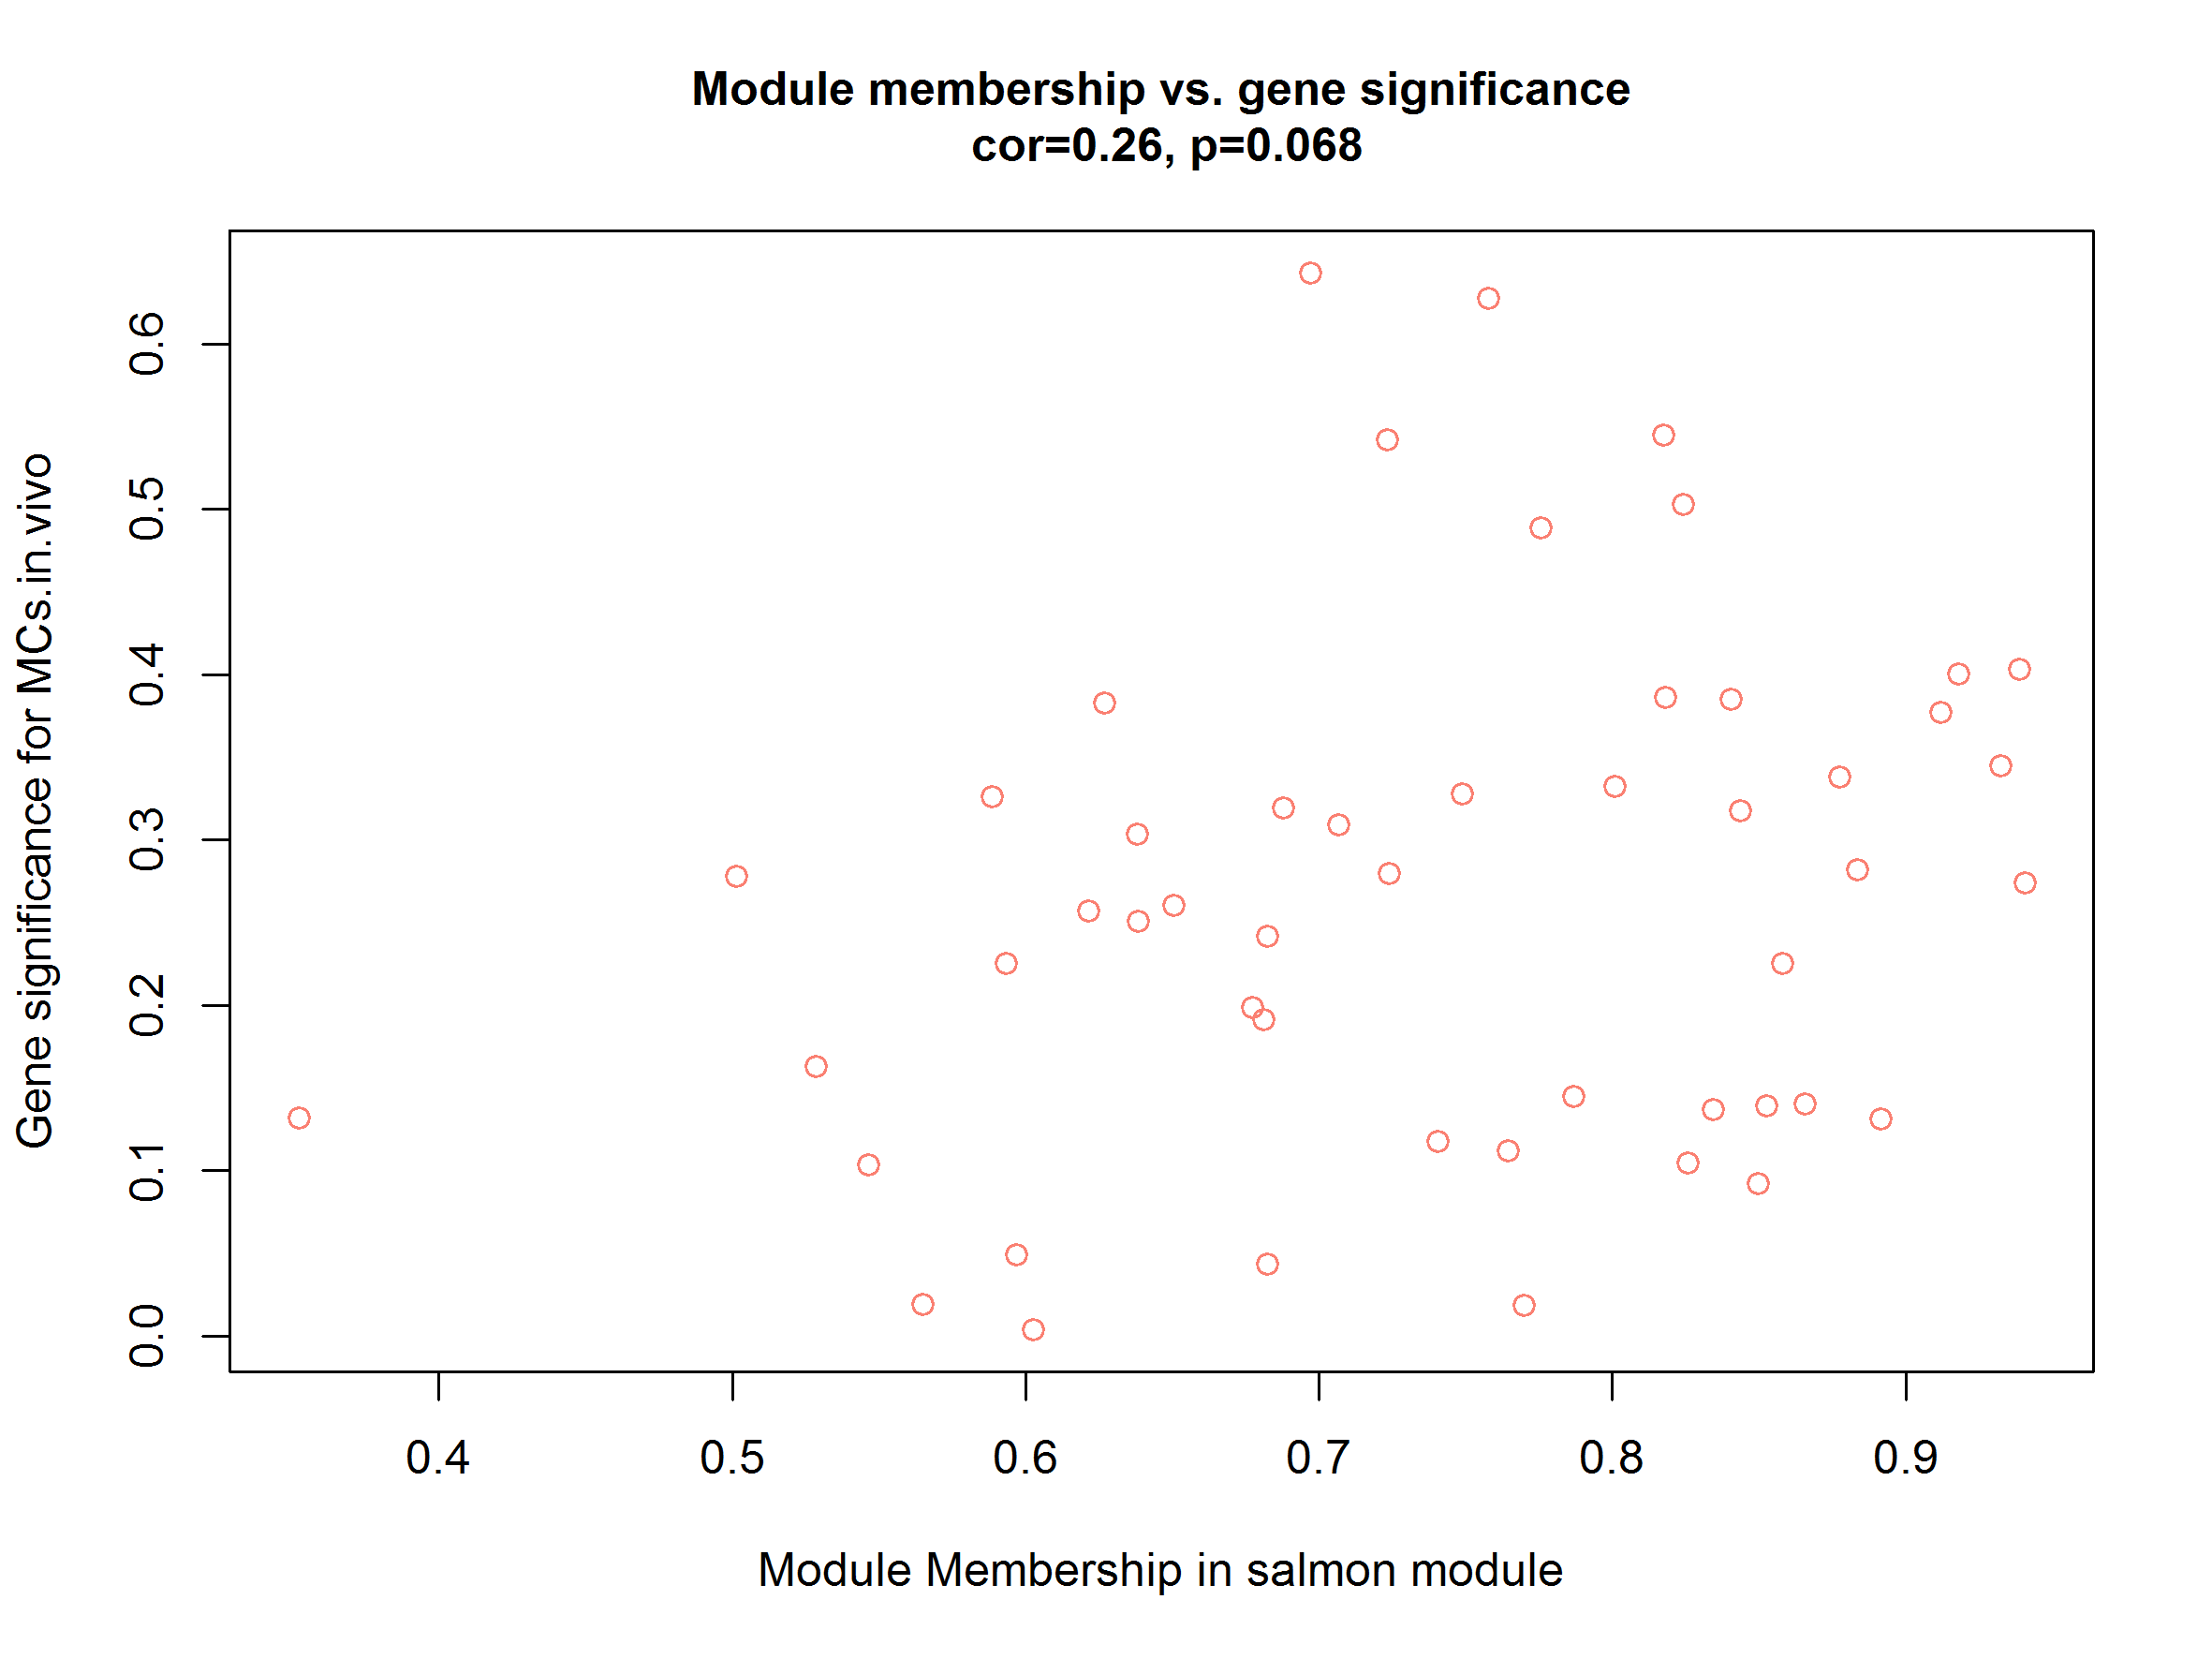 Module membership vs. gene significance
cor=0.26, p=0.068
Gene significance for MCs.in.vivo
0.6
0.5
0.4
0.3
0.2
0.1
0.0
0.4 0.5 0.6 0.7 0.8 0.9
Module Membership in salmon module